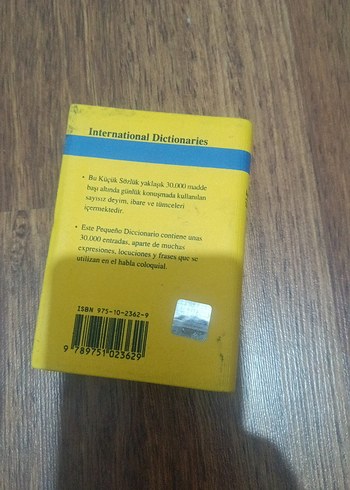 International Dictionaries
• Bu Küçük Sözlük yaklaşık 30.000 madde
başı altında günlük konuşmada kullanılan
sayısız deyim, ibare ve tümceleri
içermektedir.
• Este Pequeño Diccionario contiene unas
30.000 entradas, aparte de muchas
expresiones, locuciones y frases que se
utilizan en el habla coloquial.
ISBN 975-10-2362-9
9 789751 023629